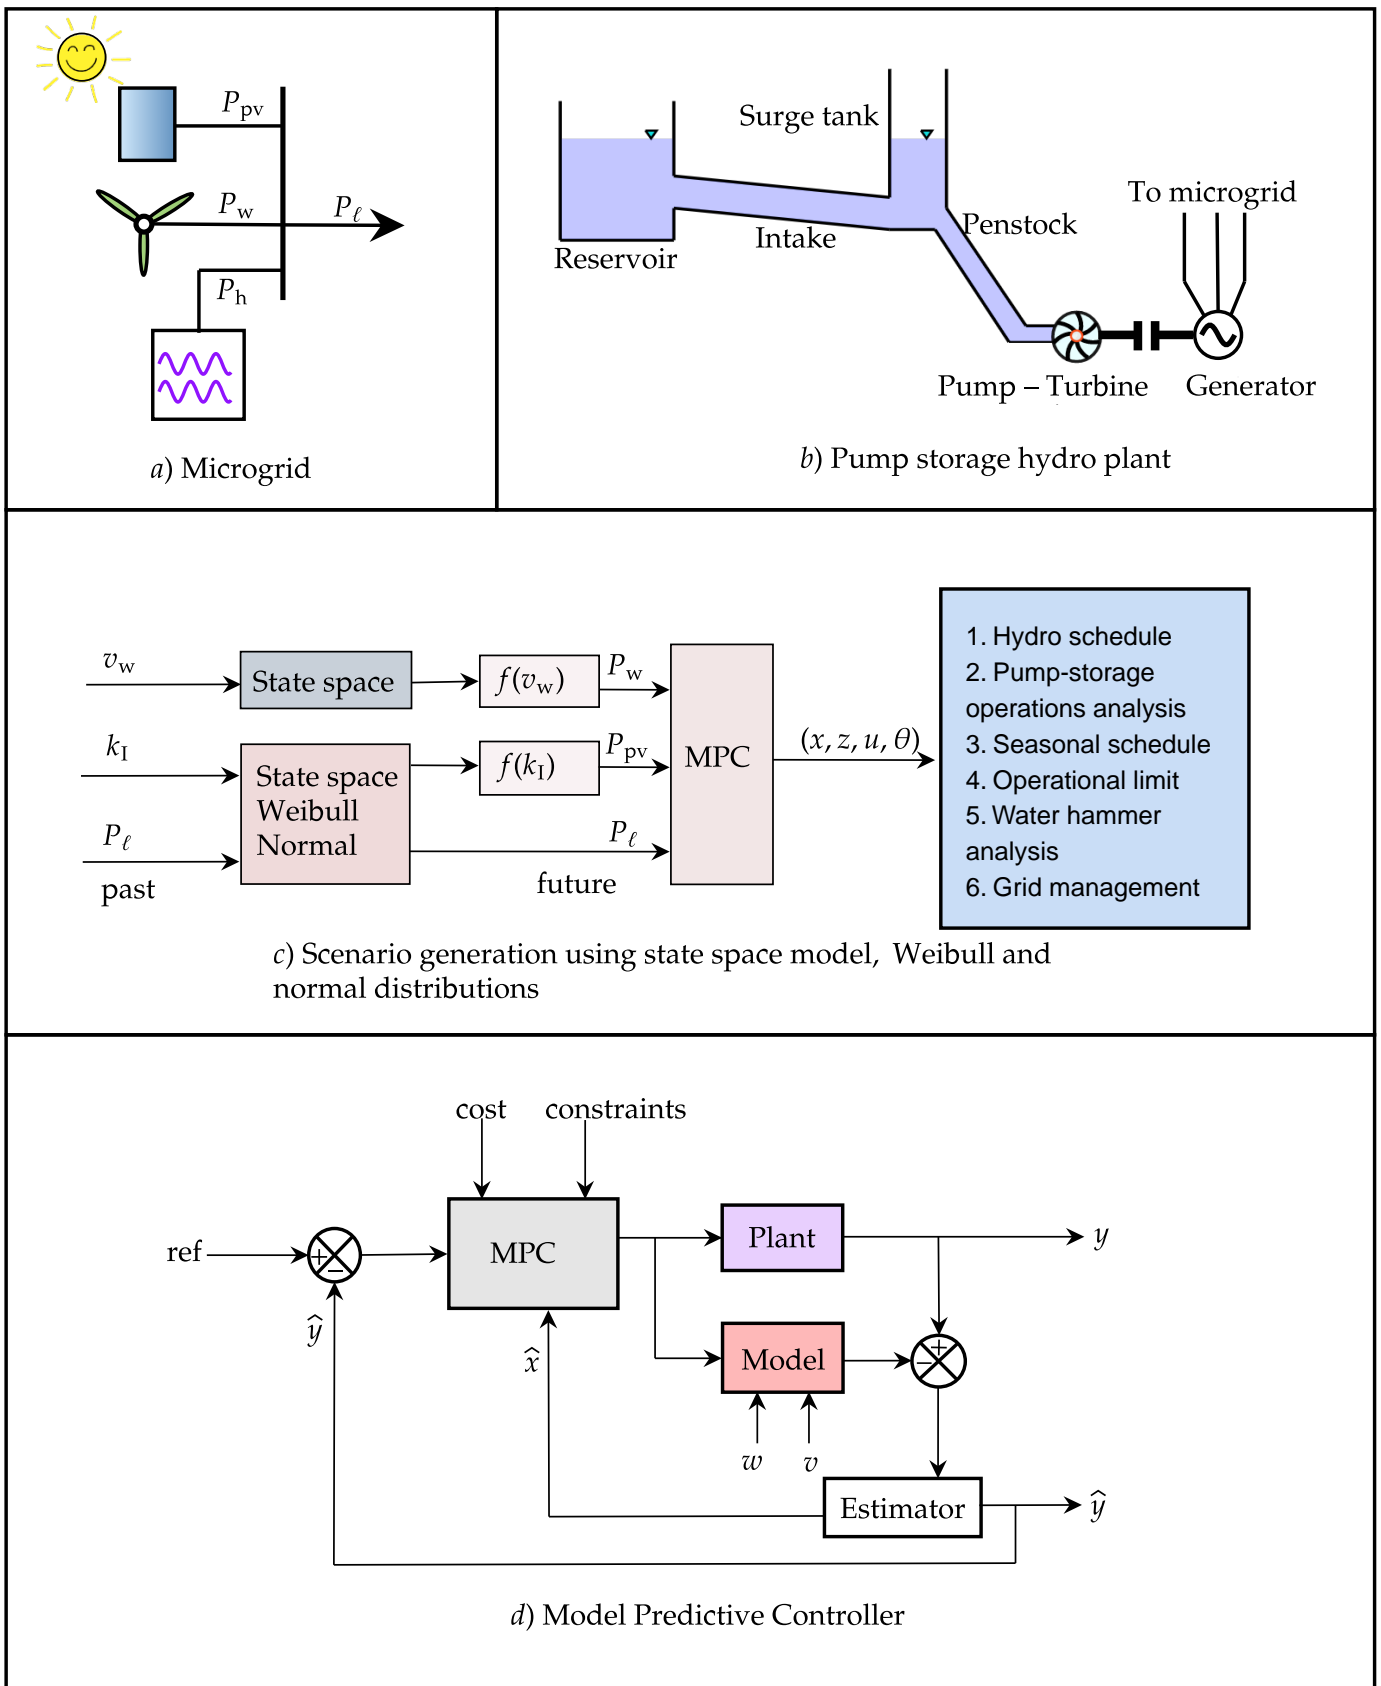 P_pv
P_w
P_ℓ
P_h
a) Microgrid
Surge tank
To microgrid
Penstock
Intake
Reservoir
Pump – Turbine
Generator
b) Pump storage hydro plant
v_w
State space
f(v_w)
P_w
k_I
State space
Weibull
Normal
f(k_I)
P_pv
MPC
(x, z, u, θ)
P_ℓ
P_ℓ
past
future
1. Hydro schedule
2. Pump-storage
operations analysis
3. Seasonal schedule
4. Operational limit
5. Water hammer
analysis
6. Grid management
c) Scenario generation using state space model, Weibull and
normal distributions
cost
constraints
ref
+
−
MPC
Plant
y
ŷ
x̂
Model
+
−
w
v
Estimator
ŷ
d) Model Predictive Controller